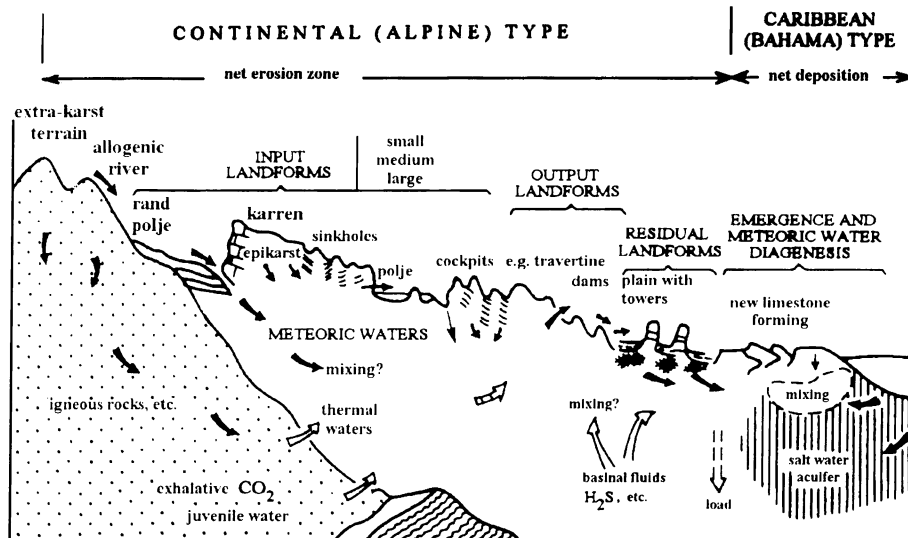 CONTINENTAL (ALPINE) TYPE
CARIBBEAN
(BAHAMA) TYPE
net erosion zone
net deposition
extra-karst
terrain
allogenic
river
INPUT
LANDFORMS
small
medium
large
OUTPUT
LANDFORMS
rand
polje
karren
epikarst
sinkholes
polje
cockpits
e.g. travertine
dams
RESIDUAL
LANDFORMS
plain with
towers
EMERGENCE AND
METEORIC WATER
DIAGENESIS
new limestone
forming
METEORIC WATERS
mixing?
igneous rocks, etc.
thermal
waters
mixing?
mixing
basinal fluids
H₂S, etc.
salt water
acuifer
load
exhalative CO₂
juvenile water